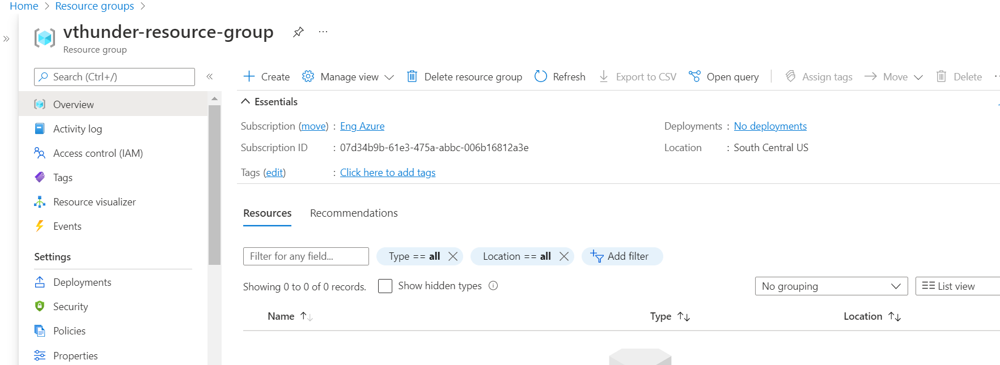 Home > Resource groups >
vthunder-resource-group ...
Resource group
Search (Ctrl+/)
Create Manage view Delete resource group Refresh Export to CSV Open query Assign tags Move Delete
Overview
Activity log
Access control (IAM)
Tags
Resource visualizer
Events
Settings
Deployments
Security
Policies
Properties
Essentials
Subscription (move) : Eng Azure
Subscription ID : 07d34b9b-61e3-475a-abbc-006b16812a3e
Tags (edit) : Click here to add tags
Deployments : No deployments
Location : South Central US
Resources Recommendations
Filter for any field... Type == all Location == all Add filter
Showing 0 to 0 of 0 records. Show hidden types No grouping List view
Name Type Location